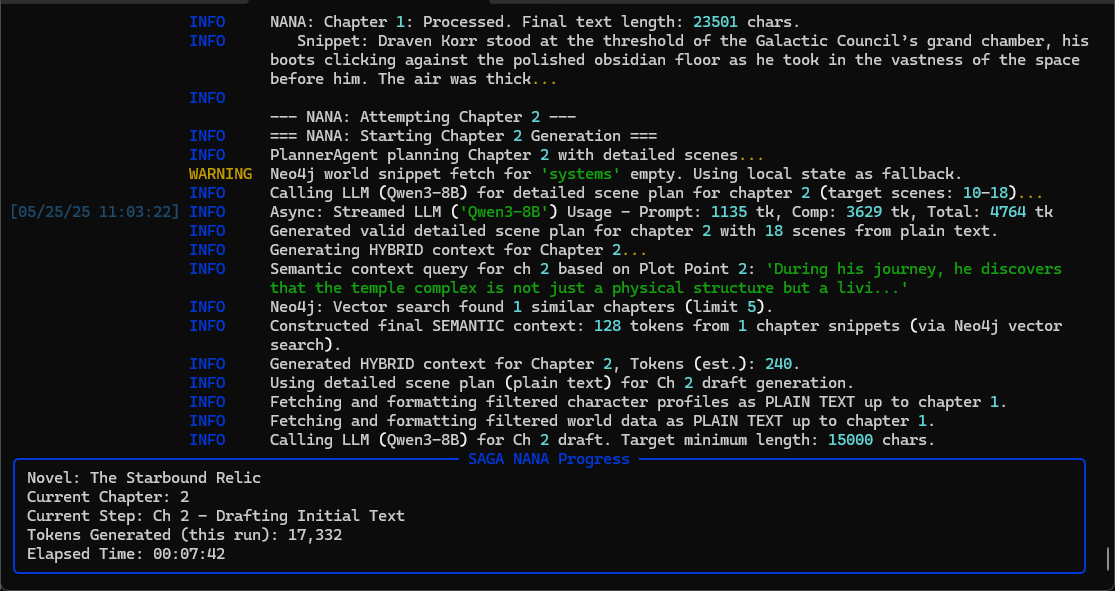 INFO NANA: Chapter 1: Processed. Final text length: 23501 chars.
INFO Snippet: Draven Korr stood at the threshold of the Galactic Council’s grand chamber, his
boots clicking against the polished obsidian floor as he took in the vastness of the space
before him. The air was thick...
INFO
--- NANA: Attempting Chapter 2 ---
INFO === NANA: Starting Chapter 2 Generation ===
INFO PlannerAgent planning Chapter 2 with detailed scenes...
WARNING Neo4j world snippet fetch for 'systems' empty. Using local state as fallback.
INFO Calling LLM (Qwen3-8B) for detailed scene plan for chapter 2 (target scenes: 10-18)...
[05/25/25 11:03:22] INFO Async: Streamed LLM ('Qwen3-8B') Usage - Prompt: 1135 tk, Comp: 3629 tk, Total: 4764 tk
INFO Generated valid detailed scene plan for chapter 2 with 18 scenes from plain text.
INFO Generating HYBRID context for Chapter 2...
INFO Semantic context query for ch 2 based on Plot Point 2: 'During his journey, he discovers
that the temple complex is not just a physical structure but a livi...'
INFO Neo4j: Vector search found 1 similar chapters (limit 5).
INFO Constructed final SEMANTIC context: 128 tokens from 1 chapter snippets (via Neo4j vector
search).
INFO Generated HYBRID context for Chapter 2, Tokens (est.): 240.
INFO Using detailed scene plan (plain text) for Ch 2 draft generation.
INFO Fetching and formatting filtered character profiles as PLAIN TEXT up to chapter 1.
INFO Fetching and formatting filtered world data as PLAIN TEXT up to chapter 1.
INFO Calling LLM (Qwen3-8B) for Ch 2 draft. Target minimum length: 15000 chars.
SAGA NANA Progress
Novel: The Starbound Relic
Current Chapter: 2
Current Step: Ch 2 - Drafting Initial Text
Tokens Generated (this run): 17,332
Elapsed Time: 00:07:42